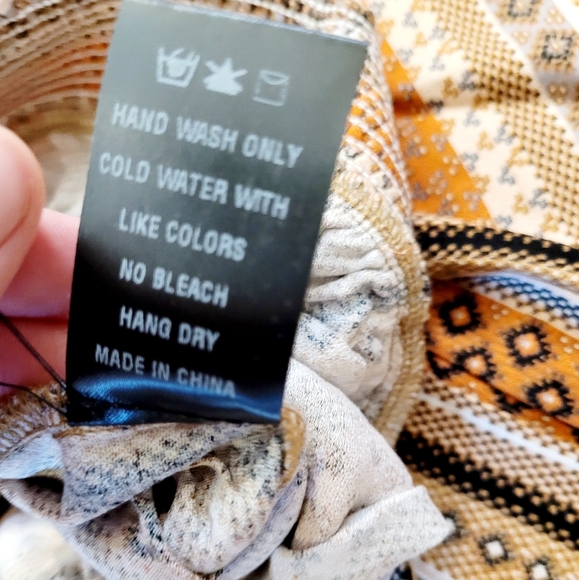 HAND WASH ONLY
COLD WATER WITH
LIKE COLORS
NO BLEACH
HANG DRY
MADE IN CHINA